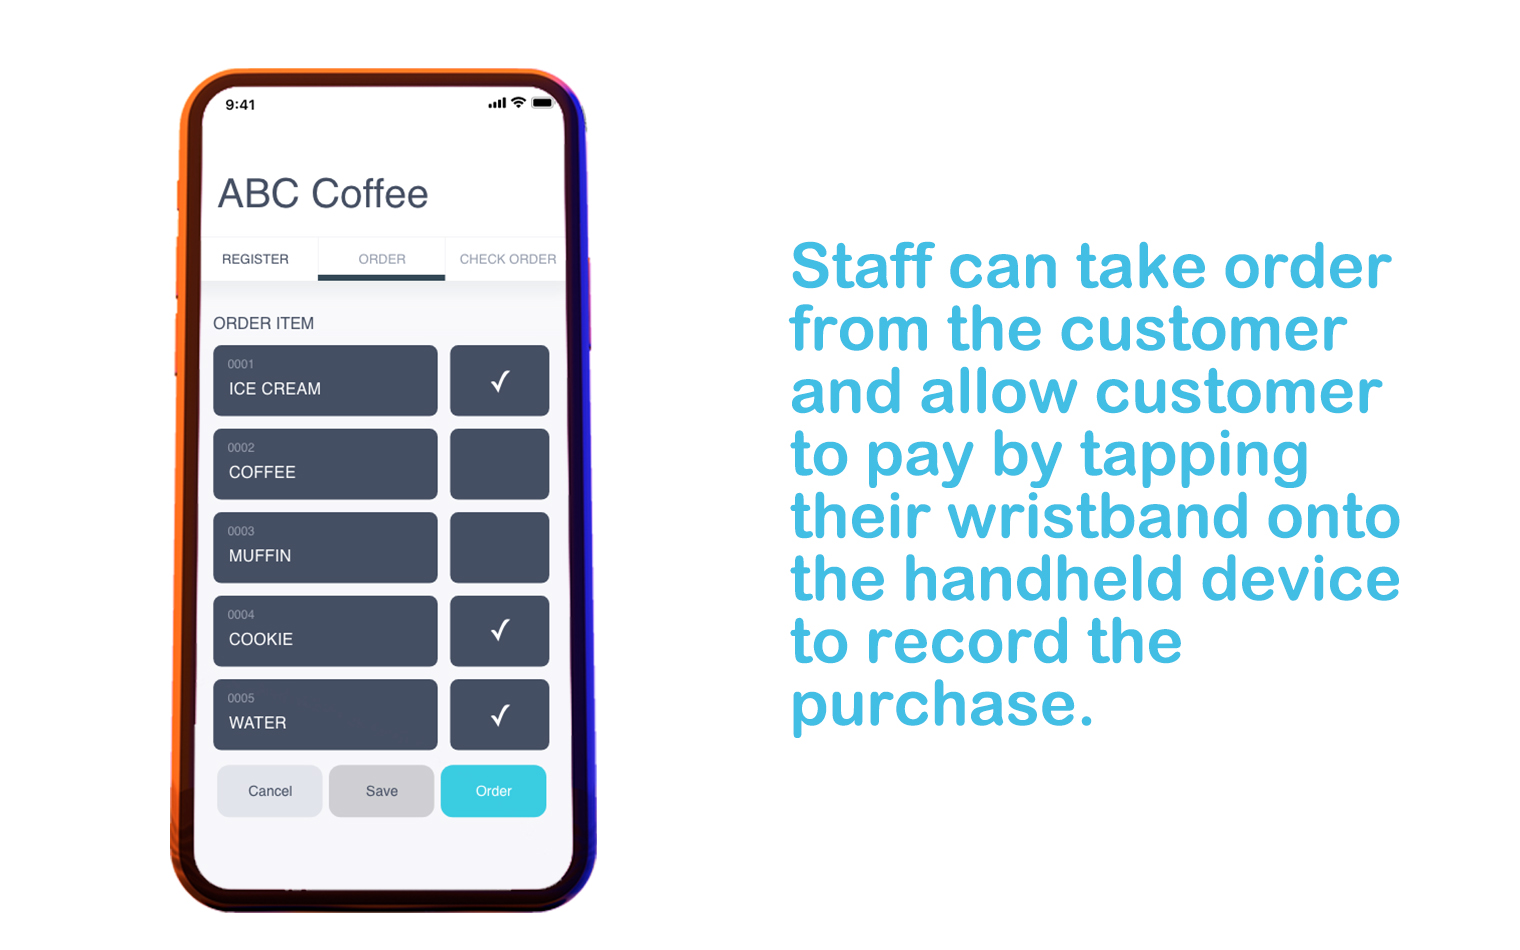 9:41
ABC Coffee
REGISTER ORDER CHECK ORDER
ORDER ITEM
0001
ICE CREAM
0002
COFFEE
0003
MUFFIN
0004
COOKIE
0005
WATER
Cancel Save Order
Staff can take order
from the customer
and allow customer
to pay by tapping
their wristband onto
the handheld device
to record the
purchase.